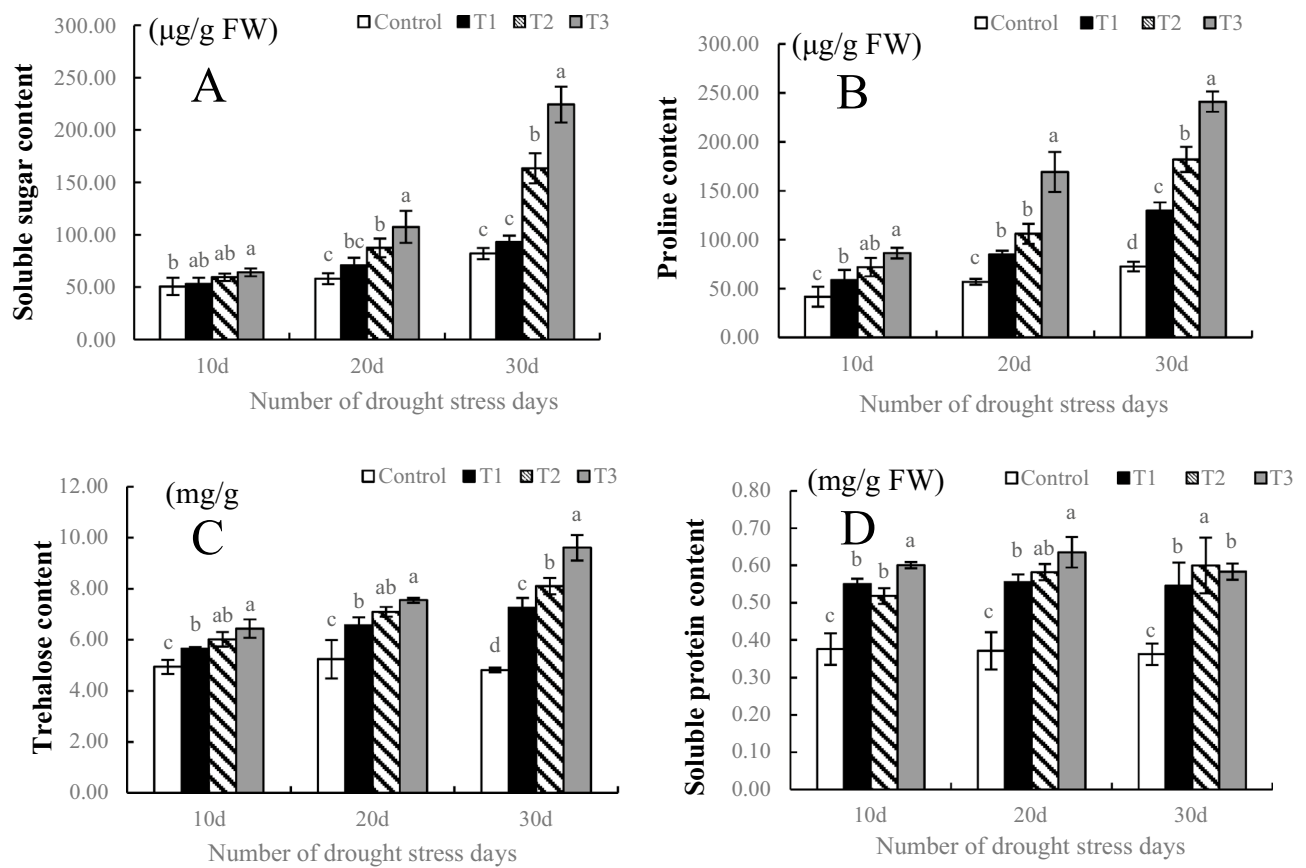 Control T1 T2 T3
(μg/g FW)
A
Soluble sugar content
300.00
250.00
200.00
150.00
100.00
50.00
0.00
b ab ab a
c bc b a
c c b a
10d 20d 30d
Number of drought stress days
Control T1 T2 T3
(μg/g FW)
B
Proline content
300.00
250.00
200.00
150.00
100.00
50.00
0.00
c b ab a
c b b a
d c b a
10d 20d 30d
Number of drought stress days
Control T1 T2 T3
(mg/g
C
Trehalose content
12.00
10.00
8.00
6.00
4.00
2.00
0.00
c b ab a
c b ab a
d c b a
10d 20d 30d
Number of drought stress days
Control T1 T2 T3
(mg/g FW)
D
Soluble protein content
0.80
0.70
0.60
0.50
0.40
0.30
0.20
0.10
0.00
c b b a
c b ab a
c b a b
10d 20d 30d
Number of drought stress days